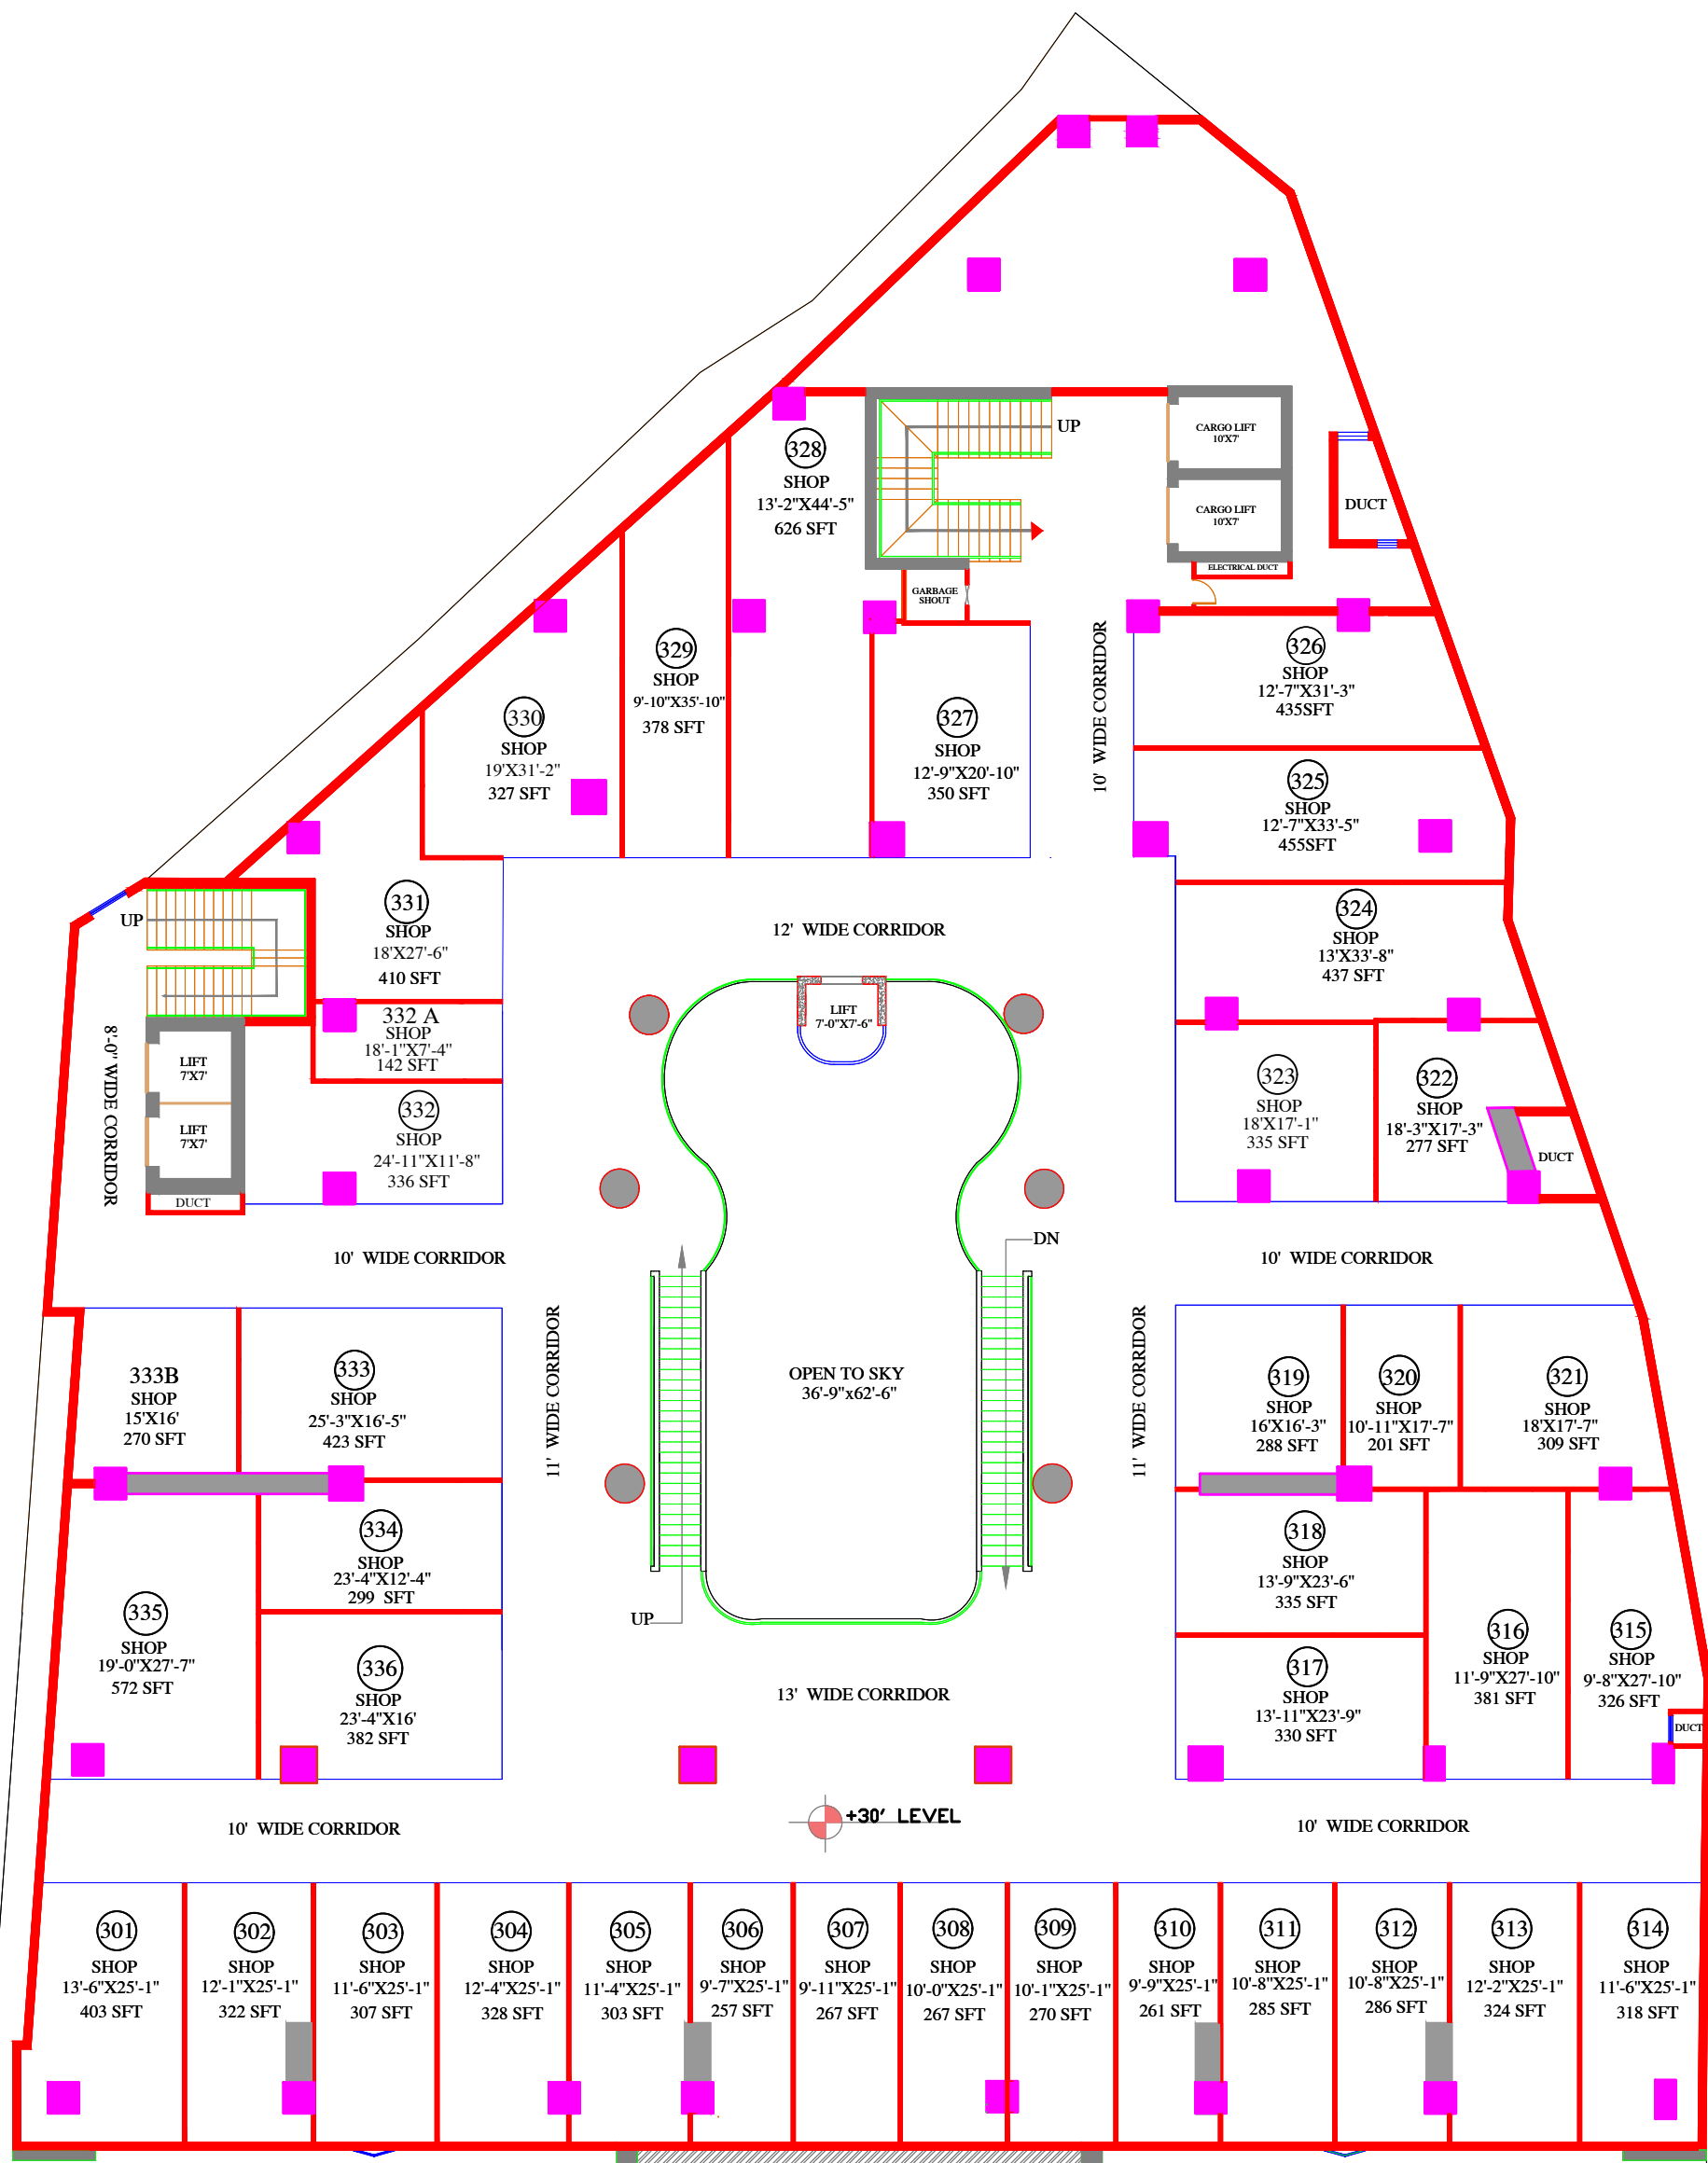 328
SHOP
13'-2"X44'-5"
626 SFT
UP
CARGO LIFT
10'X7'
CARGO LIFT
10'X7'
DUCT
ELECTRICAL DUCT
GARBAGE
SHOUT
329
SHOP
9'-10"X35'-10"
378 SFT
330
SHOP
19'X31'-2"
327 SFT
327
SHOP
12'-9"X20'-10"
350 SFT
10' WIDE CORRIDOR
326
SHOP
12'-7"X31'-3"
435SFT
325
SHOP
12'-7"X33'-5"
455SFT
UP
331
SHOP
18'X27'-6"
410 SFT
12' WIDE CORRIDOR
324
SHOP
13'X33'-8"
437 SFT
332 A
SHOP
18'-1"X7'-4"
142 SFT
LIFT
7'-0"X7'-6"
8'-0" WIDE CORRIDOR
LIFT
7'X7'
LIFT
7'X7'
DUCT
332
SHOP
24'-11"X11'-8"
336 SFT
323
SHOP
18'X17'-1"
335 SFT
322
SHOP
18'-3"X17'-3"
277 SFT
DUCT
10' WIDE CORRIDOR
DN
10' WIDE CORRIDOR
333B
SHOP
15'X16'
270 SFT
333
SHOP
25'-3"X16'-5"
423 SFT
11' WIDE CORRIDOR
OPEN TO SKY
36'-9"x62'-6"
11' WIDE CORRIDOR
319
SHOP
16'X16'-3"
288 SFT
320
SHOP
10'-11"X17'-7"
201 SFT
321
SHOP
18'X17'-7"
309 SFT
334
SHOP
23'-4"X12'-4"
299 SFT
335
SHOP
19'-0"X27'-7"
572 SFT
336
SHOP
23'-4"X16'
382 SFT
UP
13' WIDE CORRIDOR
318
SHOP
13'-9"X23'-6"
335 SFT
317
SHOP
13'-11"X23'-9"
330 SFT
316
SHOP
11'-9"X27'-10"
381 SFT
315
SHOP
9'-8"X27'-10"
326 SFT
DUCT
10' WIDE CORRIDOR
+30' LEVEL
10' WIDE CORRIDOR
301
SHOP
13'-6"X25'-1"
403 SFT
302
SHOP
12'-1"X25'-1"
322 SFT
303
SHOP
11'-6"X25'-1"
307 SFT
304
SHOP
12'-4"X25'-1"
328 SFT
305
SHOP
11'-4"X25'-1"
303 SFT
306
SHOP
9'-7"X25'-1"
257 SFT
307
SHOP
9'-11"X25'-1"
267 SFT
308
SHOP
10'-0"X25'-1"
267 SFT
309
SHOP
10'-1"X25'-1"
270 SFT
310
SHOP
9'-9"X25'-1"
261 SFT
311
SHOP
10'-8"X25'-1"
285 SFT
312
SHOP
10'-8"X25'-1"
286 SFT
313
SHOP
12'-2"X25'-1"
324 SFT
314
SHOP
11'-6"X25'-1"
318 SFT